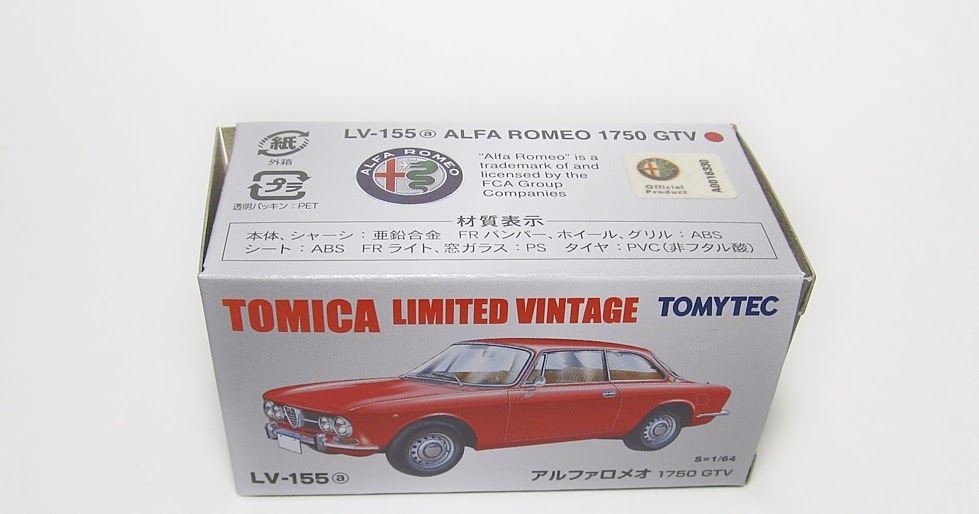 LV-155ⓐ ALFA ROMEO 1750 GTV
紙
外箱
プラ
透明パッキン：PET
ALFA ROMEO
"Alfa Romeo" is a
trademark of and
licensed by the
FCA Group
Companies
Official
Product
A0018330
材質表示
本体、シャーシ：亜鉛合金 FRバンパー、ホイール、グリル：ABS
シート：ABS FRライト、窓ガラス：PS タイヤ：PVC（非フタル酸）
TOMICA LIMITED VINTAGE TOMYTEC
S=1/64
LV-155ⓐ アルファロメオ 1750 GTV